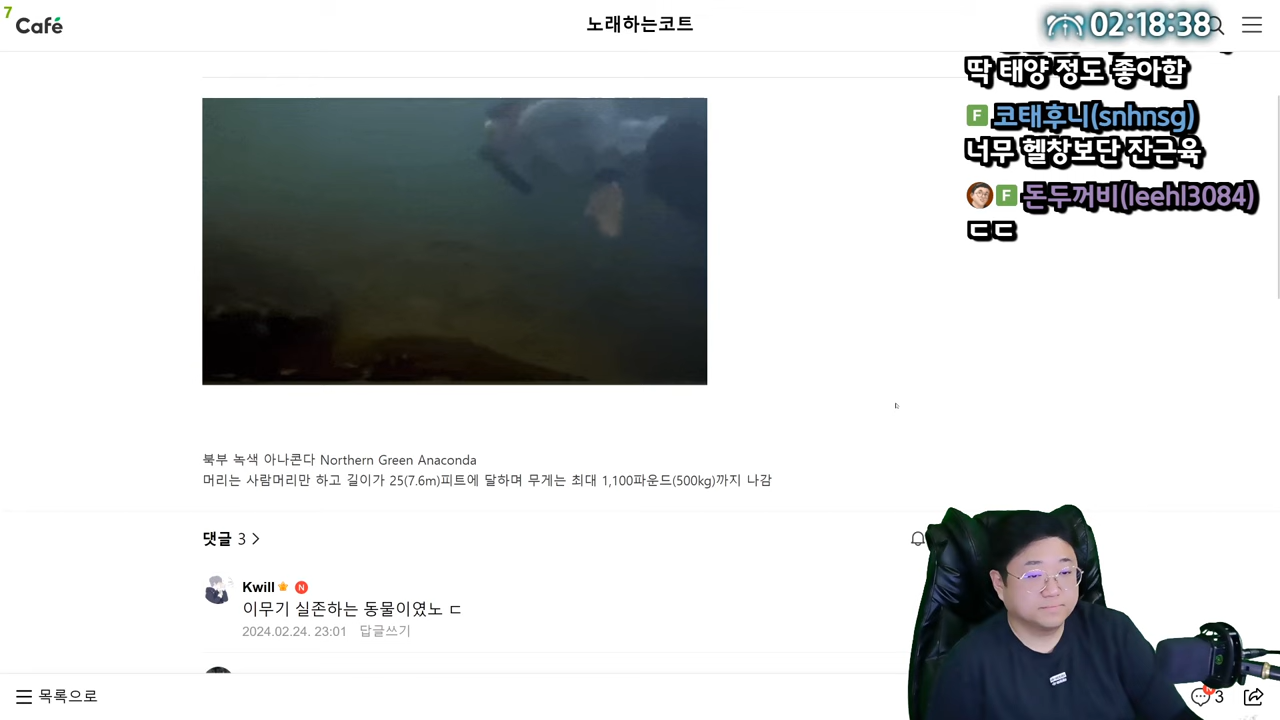 7
Café
노래하는코트
02:18:38
딱 태양 정도 좋아함
F 코태후니(snhnsg)
너무 헬창보단 잔근육
F 돈두꺼비(leehl3084)
ㄷㄷ
북부 녹색 아나콘다 Northern Green Anaconda
머리는 사람머리만 하고 길이가 25(7.6m)피트에 달하며 무게는 최대 1,100파운드(500kg)까지 나감
댓글 3
Kwill N
이무기 실존하는 동물이였노 ㄷ
2024.02.24. 23:01 답글쓰기
목록으로
3